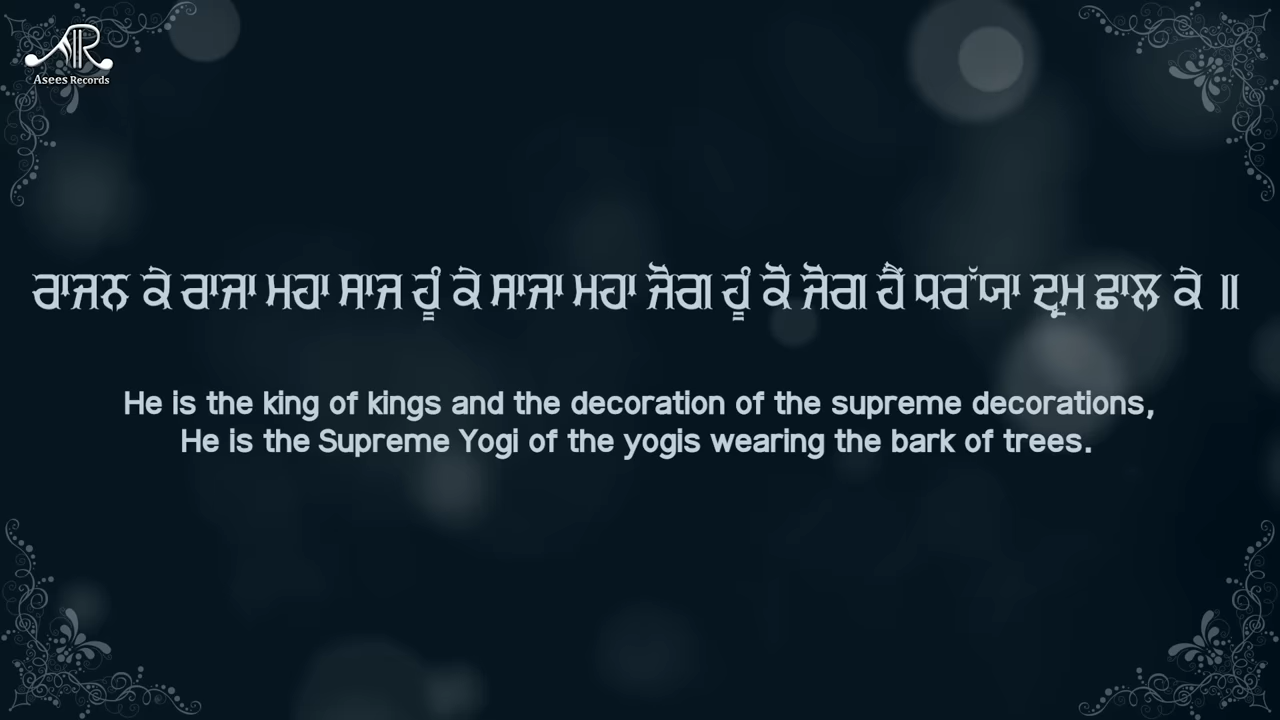 Asees Records
ਰਾਜਨ ਕੇ ਰਾਜਾ ਮਹਾ ਸਾਜ ਹੂੰ ਕੇ ਸਾਜਾ ਮਹਾ ਜੋਗ ਹੂੰ ਕੋ ਜੋਗ ਹੈਂ ਧਰੱਯਾ ਦ੍ਰੁਮ ਛਾਲ ਕੇ ॥
He is the king of kings and the decoration of the supreme decorations,
He is the Supreme Yogi of the yogis wearing the bark of trees.